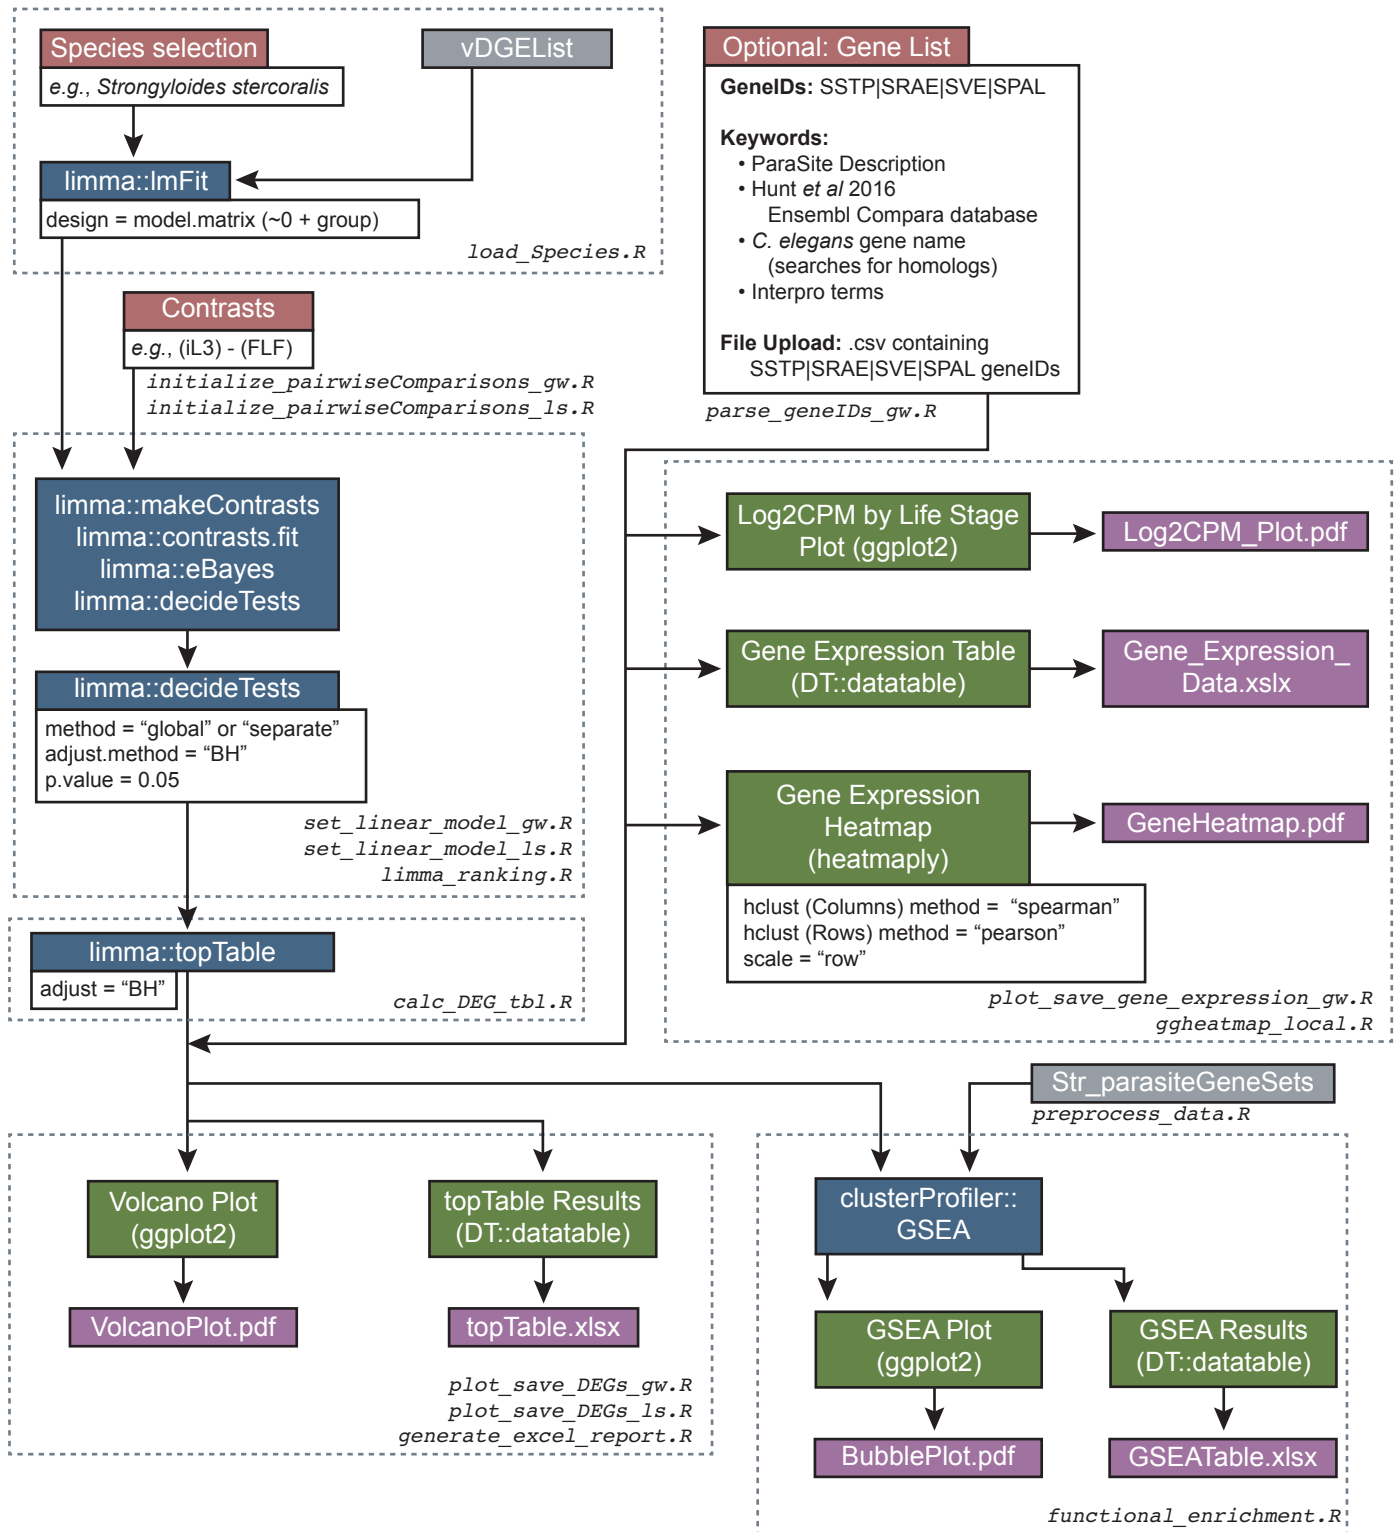 Species selection
e.g., Strongyloides stercoralis
vDGEList
limma::lmFit
design = model.matrix (~0 + group)
load_Species.R
Optional: Gene List
GeneIDs: SSTP|SRAE|SVE|SPAL
Keywords:
• ParaSite Description
• Hunt et al 2016
Ensembl Compara database
• C. elegans gene name
(searches for homologs)
• Interpro terms
File Upload: .csv containing
SSTP|SRAE|SVE|SPAL geneIDs
parse_geneIDs_gw.R
Contrasts
e.g., (iL3) - (FLF)
initialize_pairwiseComparisons_gw.R
initialize_pairwiseComparisons_ls.R
limma::makeContrasts
limma::contrasts.fit
limma::eBayes
limma::decideTests
limma::decideTests
method = “global” or “separate”
adjust.method = “BH”
p.value = 0.05
set_linear_model_gw.R
set_linear_model_ls.R
limma_ranking.R
limma::topTable
adjust = “BH”
calc_DEG_tbl.R
Log2CPM by Life Stage
Plot (ggplot2)
Log2CPM_Plot.pdf
Gene Expression Table
(DT::datatable)
Gene_Expression_
Data.xslx
Gene Expression
Heatmap
(heatmaply)
GeneHeatmap.pdf
hclust (Columns) method =  “spearman”
hclust (Rows) method = “pearson”
scale = “row”
plot_save_gene_expression_gw.R
ggheatmap_local.R
Str_parasiteGeneSets
preprocess_data.R
Volcano Plot
(ggplot2)
topTable Results
(DT::datatable)
VolcanoPlot.pdf
topTable.xlsx
plot_save_DEGs_gw.R
plot_save_DEGs_ls.R
generate_excel_report.R
clusterProfiler::
GSEA
GSEA Plot
(ggplot2)
GSEA Results
(DT::datatable)
BubblePlot.pdf
GSEATable.xlsx
functional_enrichment.R